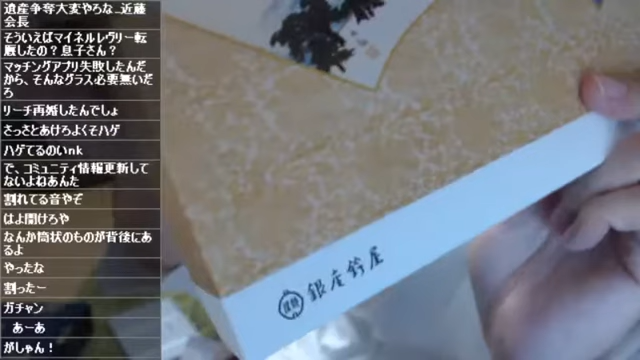 遺産争奪大変やろな…近藤
会長
そういえばマイネルレヴリー転
厩したの？息子さん？
マッチングアプリ失敗したんだ
から、そんなグラス必要無いだ
ろ
リーチ再婚したんでしょ
さっさとあけろよくそハゲ
ハゲてるのいnk
で、コミュニティ情報更新して
ないよねあんた
割れてる音やぞ
はよ開けろや
なんか筒状のものが背後にあ
るよ
やったな
割ったー
ガチャン
あーあ
がしゃん！
銀座鈴屋